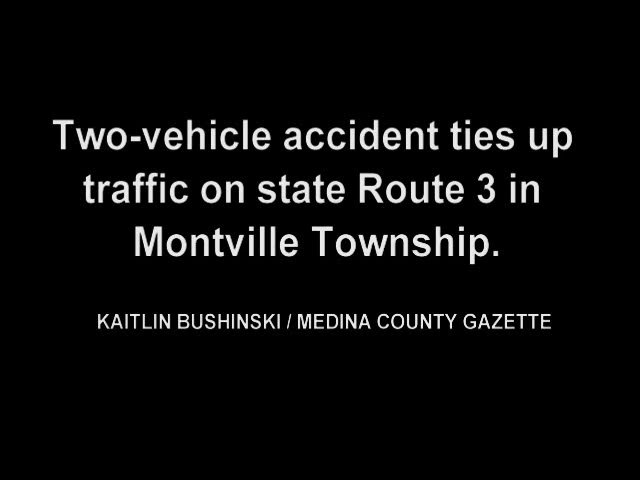 Two-vehicle accident ties up
traffic on state Route 3 in
Montville Township.
KAITLIN BUSHINSKI / MEDINA COUNTY GAZETTE